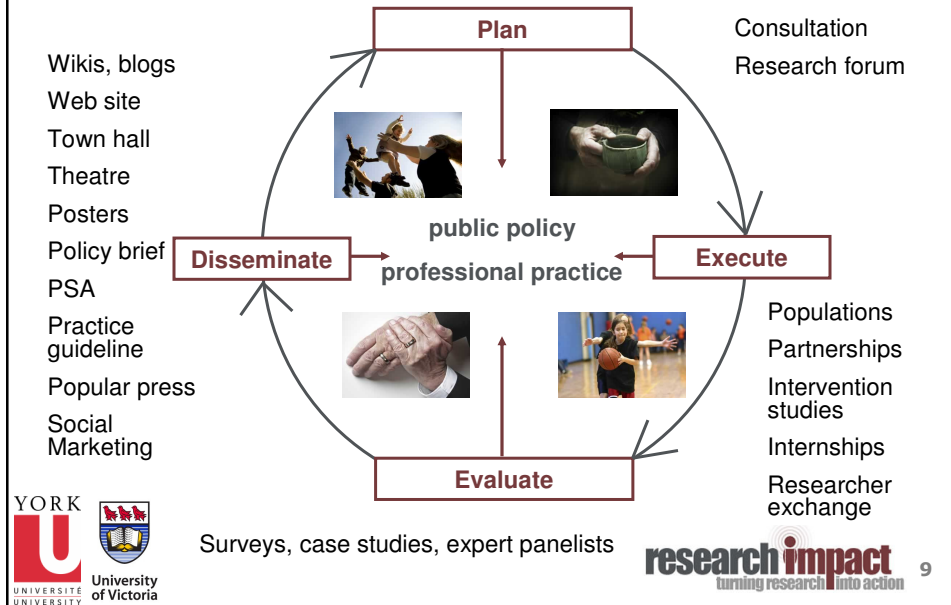 Plan
Consultation
Research forum
Wikis, blogs
Web site
Town hall
Theatre
Posters
Policy brief
PSA
Practice
guideline
Popular press
Social
Marketing
Disseminate
public policy
professional practice
Execute
Populations
Partnerships
Intervention
studies
Internships
Researcher
exchange
Evaluate
Surveys, case studies, expert panelists
YORK
U
UNIVERSITÉ
UNIVERSITY
University
of Victoria
research impact
turning research into action
9